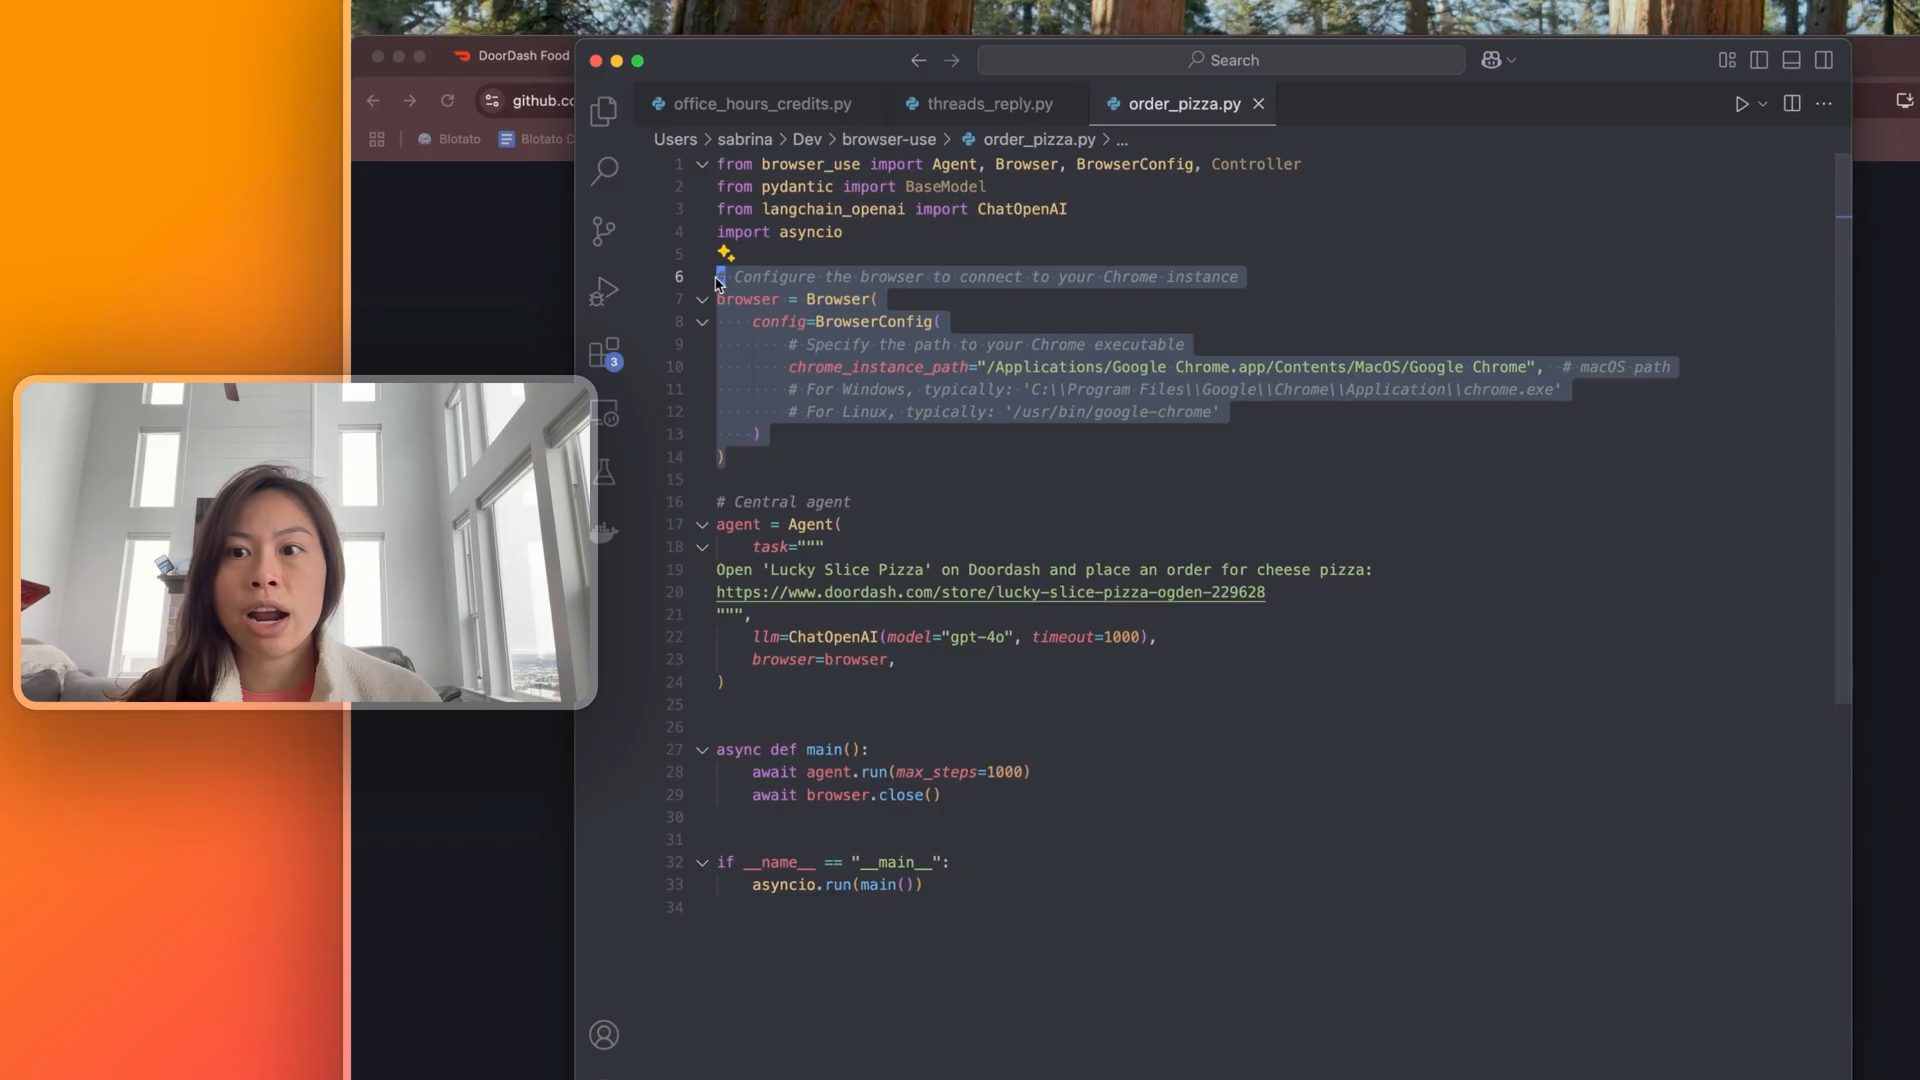 DoorDash Food
Search
github.co
office_hours_credits.py
threads_reply.py
order_pizza.py
Blotato
Blotato D
Users > sabrina > Dev > browser-use > order_pizza.py > ...
1 from browser_use import Agent, Browser, BrowserConfig, Controller
2 from pydantic import BaseModel
3 from langchain_openai import ChatOpenAI
4 import asyncio
5
6 # Configure the browser to connect to your Chrome instance
7 browser = Browser(
8 config=BrowserConfig(
9 # Specify the path to your Chrome executable
10 chrome_instance_path="/Applications/Google Chrome.app/Contents/MacOS/Google Chrome", # macOS path
11 # For Windows, typically: 'C:\\Program Files\\Google\\Chrome\\Application\\chrome.exe'
12 # For Linux, typically: '/usr/bin/google-chrome'
13 )
14 )
15
16 # Central agent
17 agent = Agent(
18 task="""
19 Open 'Lucky Slice Pizza' on Doordash and place an order for cheese pizza:
20 https://www.doordash.com/store/lucky-slice-pizza-ogden-229628
21 """,
22 llm=ChatOpenAI(model="gpt-4o", timeout=1000),
23 browser=browser,
24 )
25
26
27 async def main():
28 await agent.run(max_steps=1000)
29 await browser.close()
30
31
32 if __name__ == "__main__":
33 asyncio.run(main())
34
3